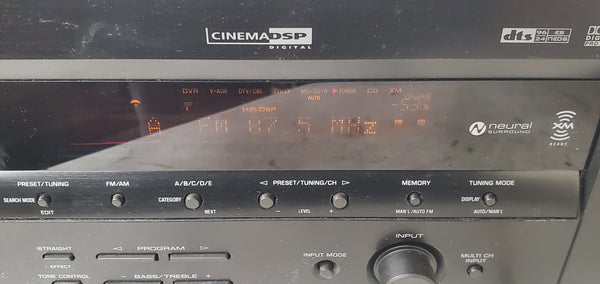 CINEMA DSP
DIGITAL
dts 96 24
DVR V-AUX DTV/CBL DVD MD/CD-R TUNER CD XM
AUTO
VOLUME
SP
A
HiFi DSP
A FM 87.5 MHz
neural
SURROUND
XM
READY
PRESET/TUNING FM/AM A/B/C/D/E PRESET/TUNING/CH MEMORY TUNING MODE
SEARCH MODE CATEGORY DISPLAY
EDIT NEXT − LEVEL + MAN'L/AUTO FM AUTO/MAN'L
STRAIGHT PROGRAM INPUT
EFFECT INPUT MODE MULTI CH
INPUT
TONE CONTROL − BASS/TREBLE +